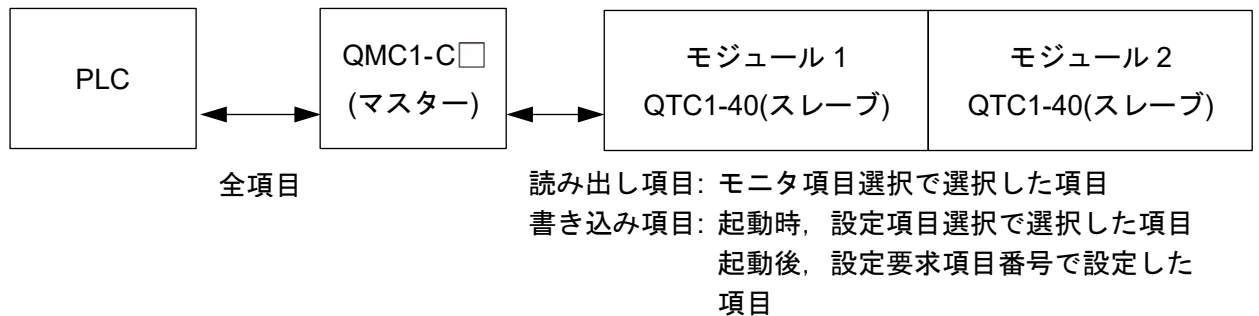 PLC
QMC1-C□
(マスター)
モジュール 1
QTC1-40(スレーブ)
モジュール 2
QTC1-40(スレーブ)
全項目
読み出し項目: モニタ項目選択で選択した項目
書き込み項目: 起動時, 設定項目選択で選択した項目
起動後, 設定要求項目番号で設定した
項目